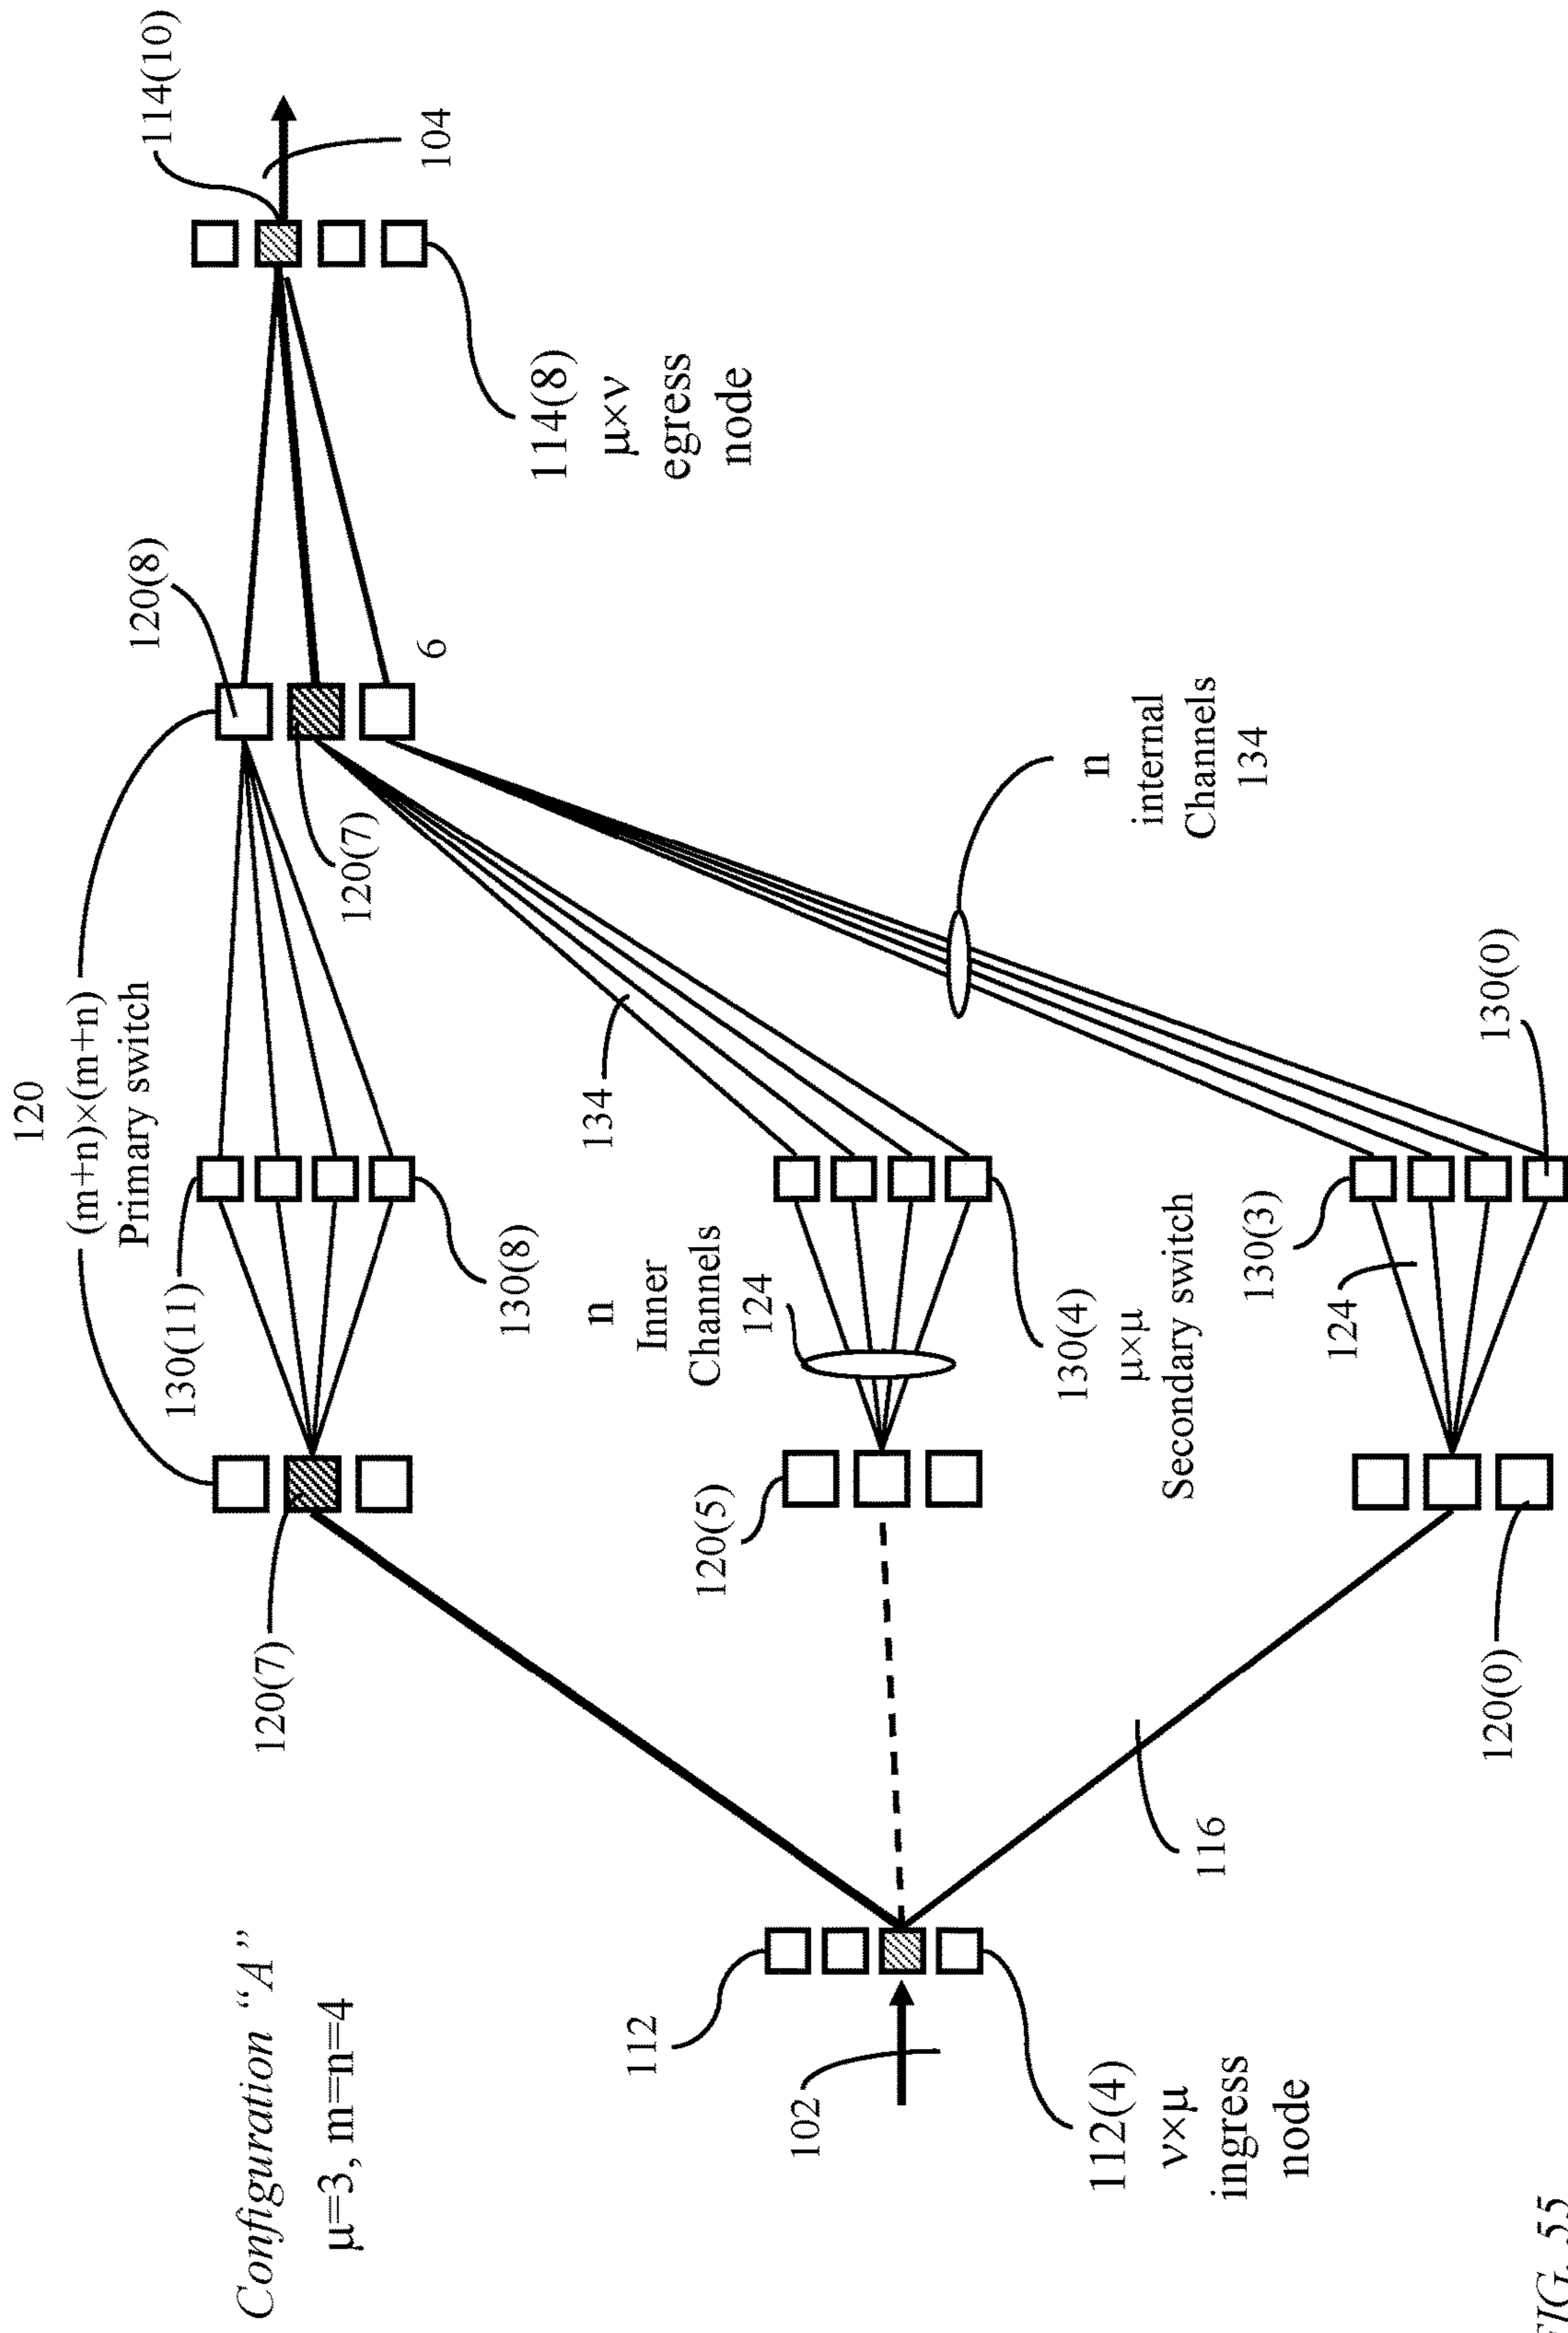 Configuration “A”
μ=3, m=n=4
120
(m+n)×(m+n)
Primary switch
120(7)
130(11)
130(8)
120(7)
120(8)
6
114(10)
104
114(8)
μ×ν
egress
node
112
102
112(4)
ν×μ
ingress
node
116
120(5)
n
Inner
Channels
124
134
130(4)
μ×μ
Secondary switch
n
internal
Channels
134
120(0)
124
130(3)
130(0)
FIG. 55